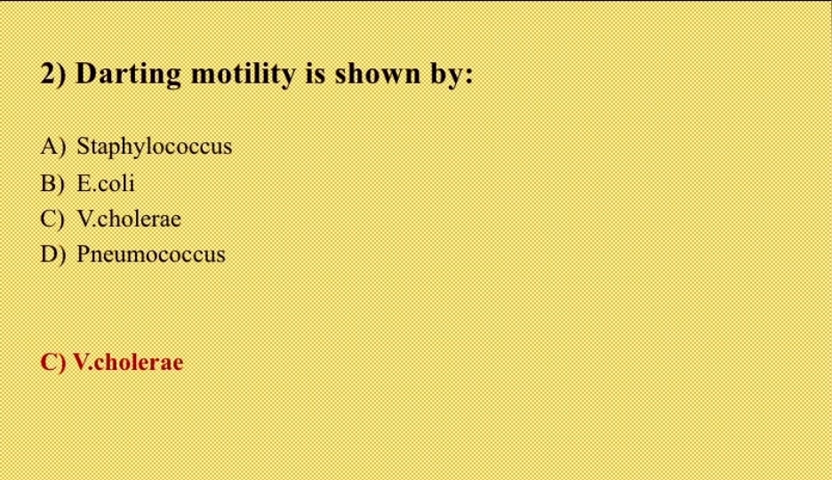 2) Darting motility is shown by:
A) Staphylococcus
B) E.coli
C) V.cholerae
D) Pneumococcus
C) V.cholerae